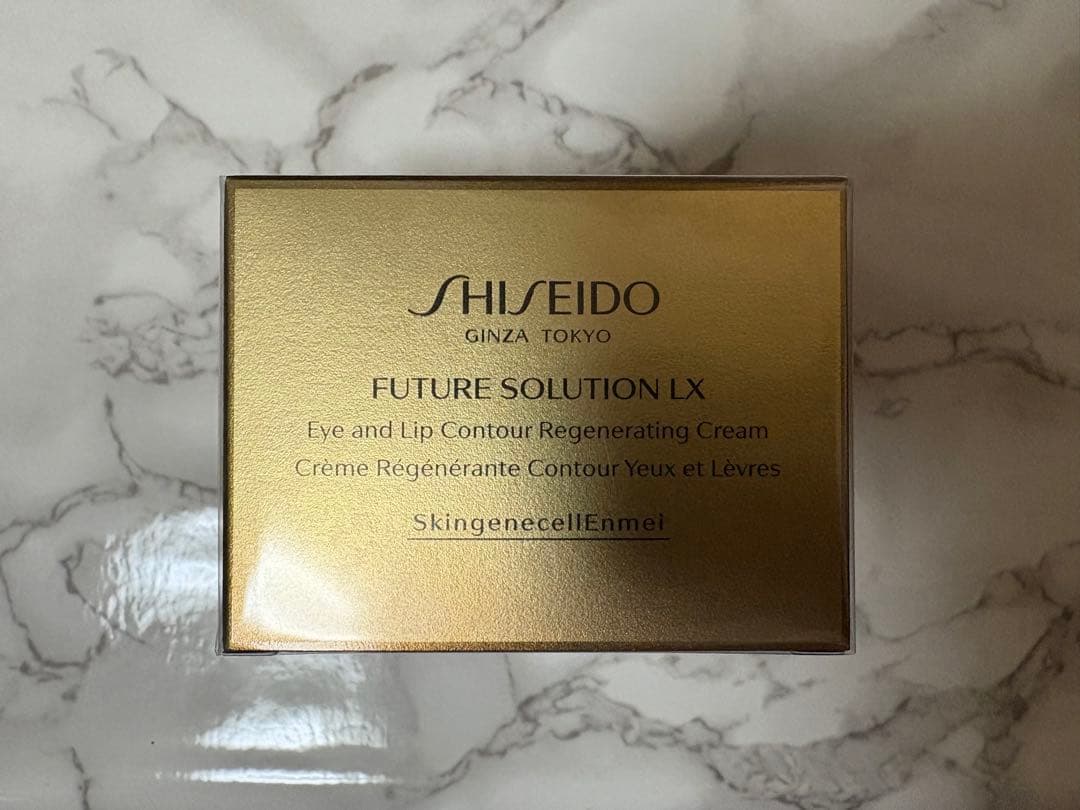 SHISEIDO
GINZA TOKYO
FUTURE SOLUTION LX
Eye and Lip Contour Regenerating Cream
Crème Régénérante Contour Yeux et Lèvres
SkingenecellEnmei